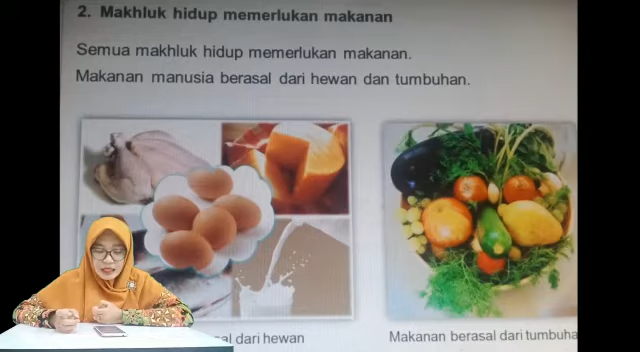 2. Makhluk hidup memerlukan makanan
Semua makhluk hidup memerlukan makanan.
Makanan manusia berasal dari hewan dan tumbuhan.
dari hewan
Makanan berasal dari tumbuha